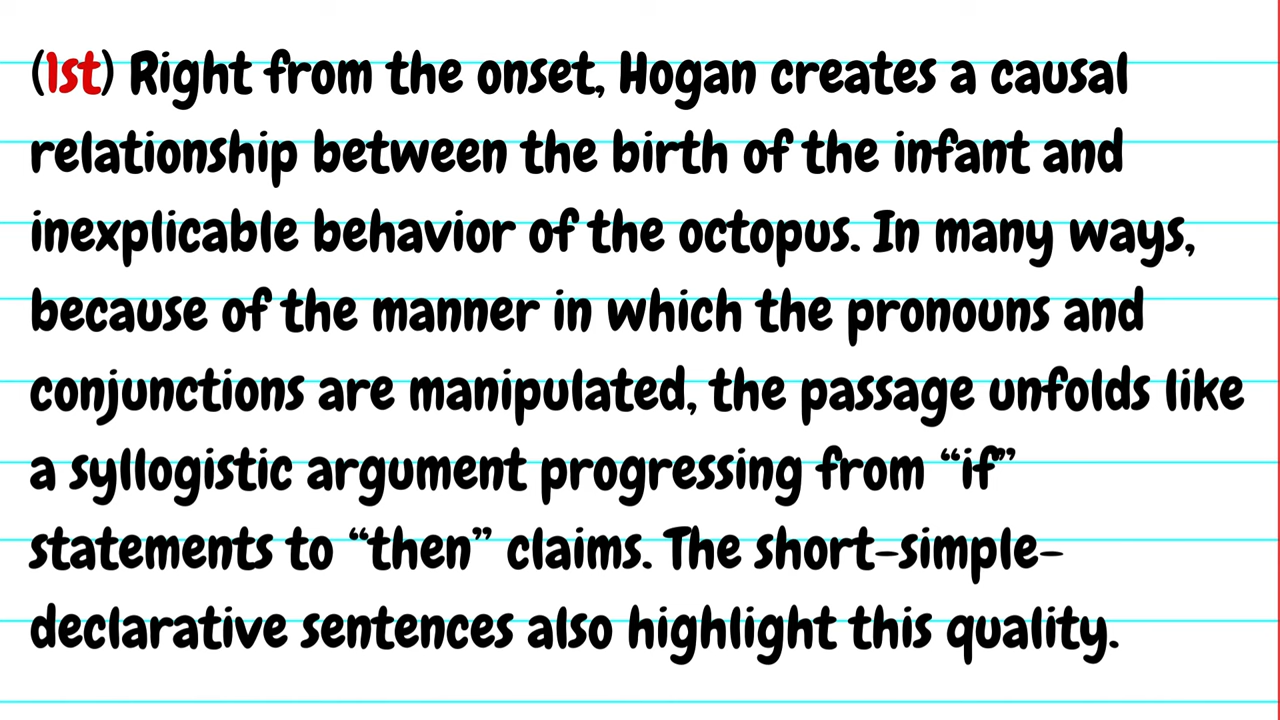 (1st) Right from the onset, Hogan creates a causal
relationship between the birth of the infant and
inexplicable behavior of the octopus. In many ways,
because of the manner in which the pronouns and
conjunctions are manipulated, the passage unfolds like
a syllogistic argument progressing from “if”
statements to “then” claims. The short-simple-
declarative sentences also highlight this quality.